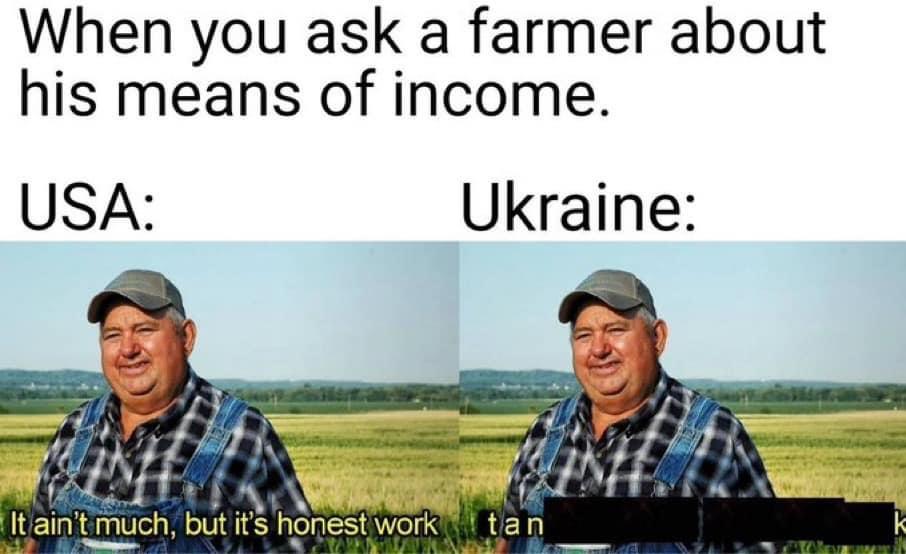 When you ask a farmer about
his means of income.
USA:
Ukraine:
It ain't much, but it's honest work
t a n k